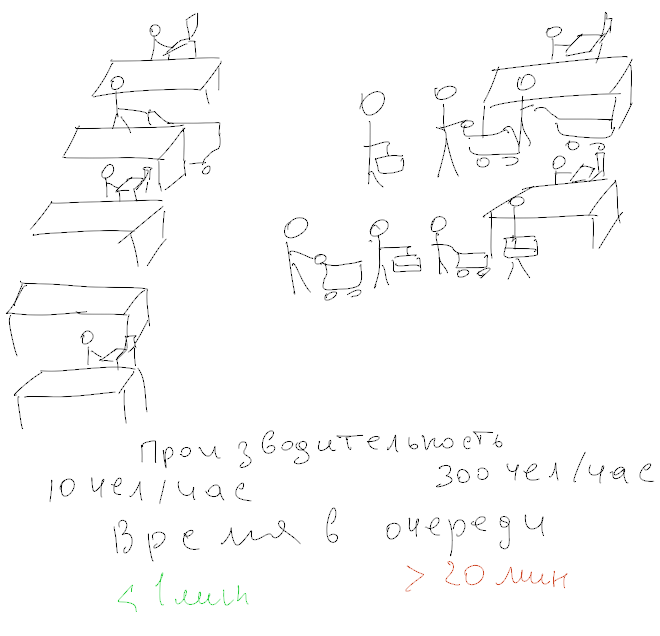 Производительность
10 чел/час 300 чел/час
Время в очереди
< 1 мин > 20 мин